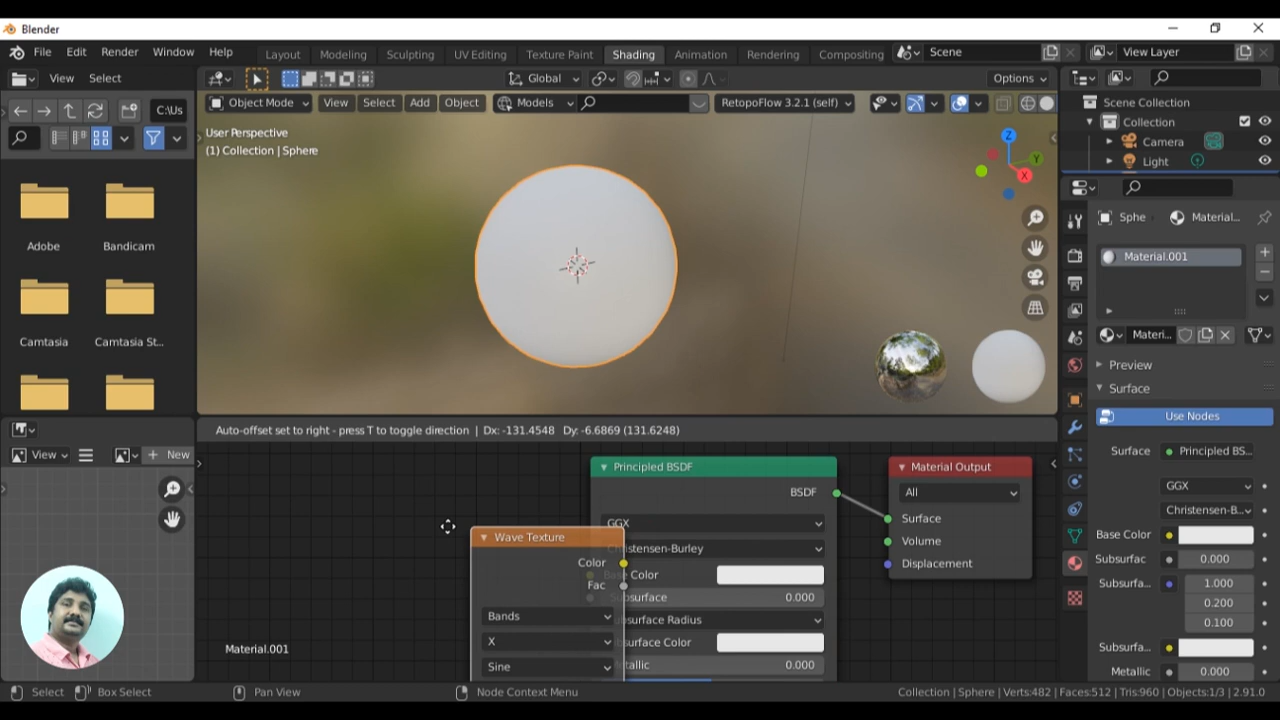 Blender
File Edit Render Window Help
Layout Modeling Sculpting UV Editing Texture Paint Shading Animation Rendering Compositing
Scene
View Layer
View Select
Global
Options
C:\Us
Object Mode
View Select Add Object
Models
RetopoFlow 3.2.1 (self)
User Perspective
(1) Collection | Sphere
Z
Y
X
Adobe
Bandicam
Camtasia
Camtasia St...
Scene Collection
Collection
Camera
Light
Sphe
Material...
Material.001
Materi...
Preview
Surface
Use Nodes
Surface
Principled BS...
GGX
Christensen-B...
Base Color
Subsurfac 0.000
Subsurfa... 1.000
0.200
0.100
Subsurfa...
Metallic 0.000
View
New
Auto-offset set to right - press T to toggle direction | Dx: -131.4548 Dy: -6.6869 (131.6248)
Principled BSDF
BSDF
GGX
Christensen-Burley
Base Color
Subsurface 0.000
Subsurface Radius
Subsurface Color
Metallic 0.000
Wave Texture
Color
Fac
Bands
X
Sine
Material Output
All
Surface
Volume
Displacement
Material.001
Select
Box Select
Pan View
Node Context Menu
Collection | Sphere | Verts:482 | Faces:512 | Tris:960 | Objects:1/3 | 2.91.0